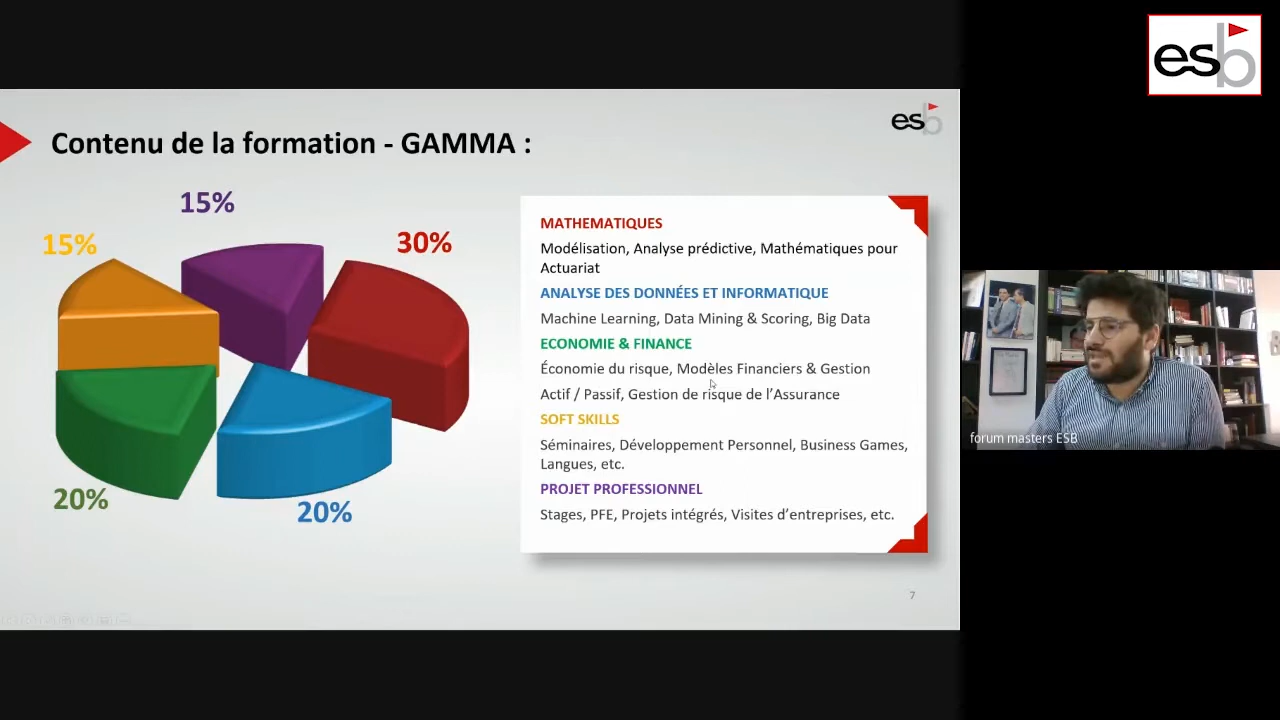 esb
esb
Contenu de la formation - GAMMA :
15%
15%
30%
20%
20%
MATHEMATIQUES
Modélisation, Analyse prédictive, Mathématiques pour
Actuariat
ANALYSE DES DONNÉES ET INFORMATIQUE
Machine Learning, Data Mining & Scoring, Big Data
ECONOMIE & FINANCE
Économie du risque, Modèles Financiers & Gestion
Actif / Passif, Gestion de risque de l’Assurance
SOFT SKILLS
Séminaires, Développement Personnel, Business Games,
Langues, etc.
PROJET PROFESSIONNEL
Stages, PFE, Projets intégrés, Visites d’entreprises, etc.
7
forum masters ESB